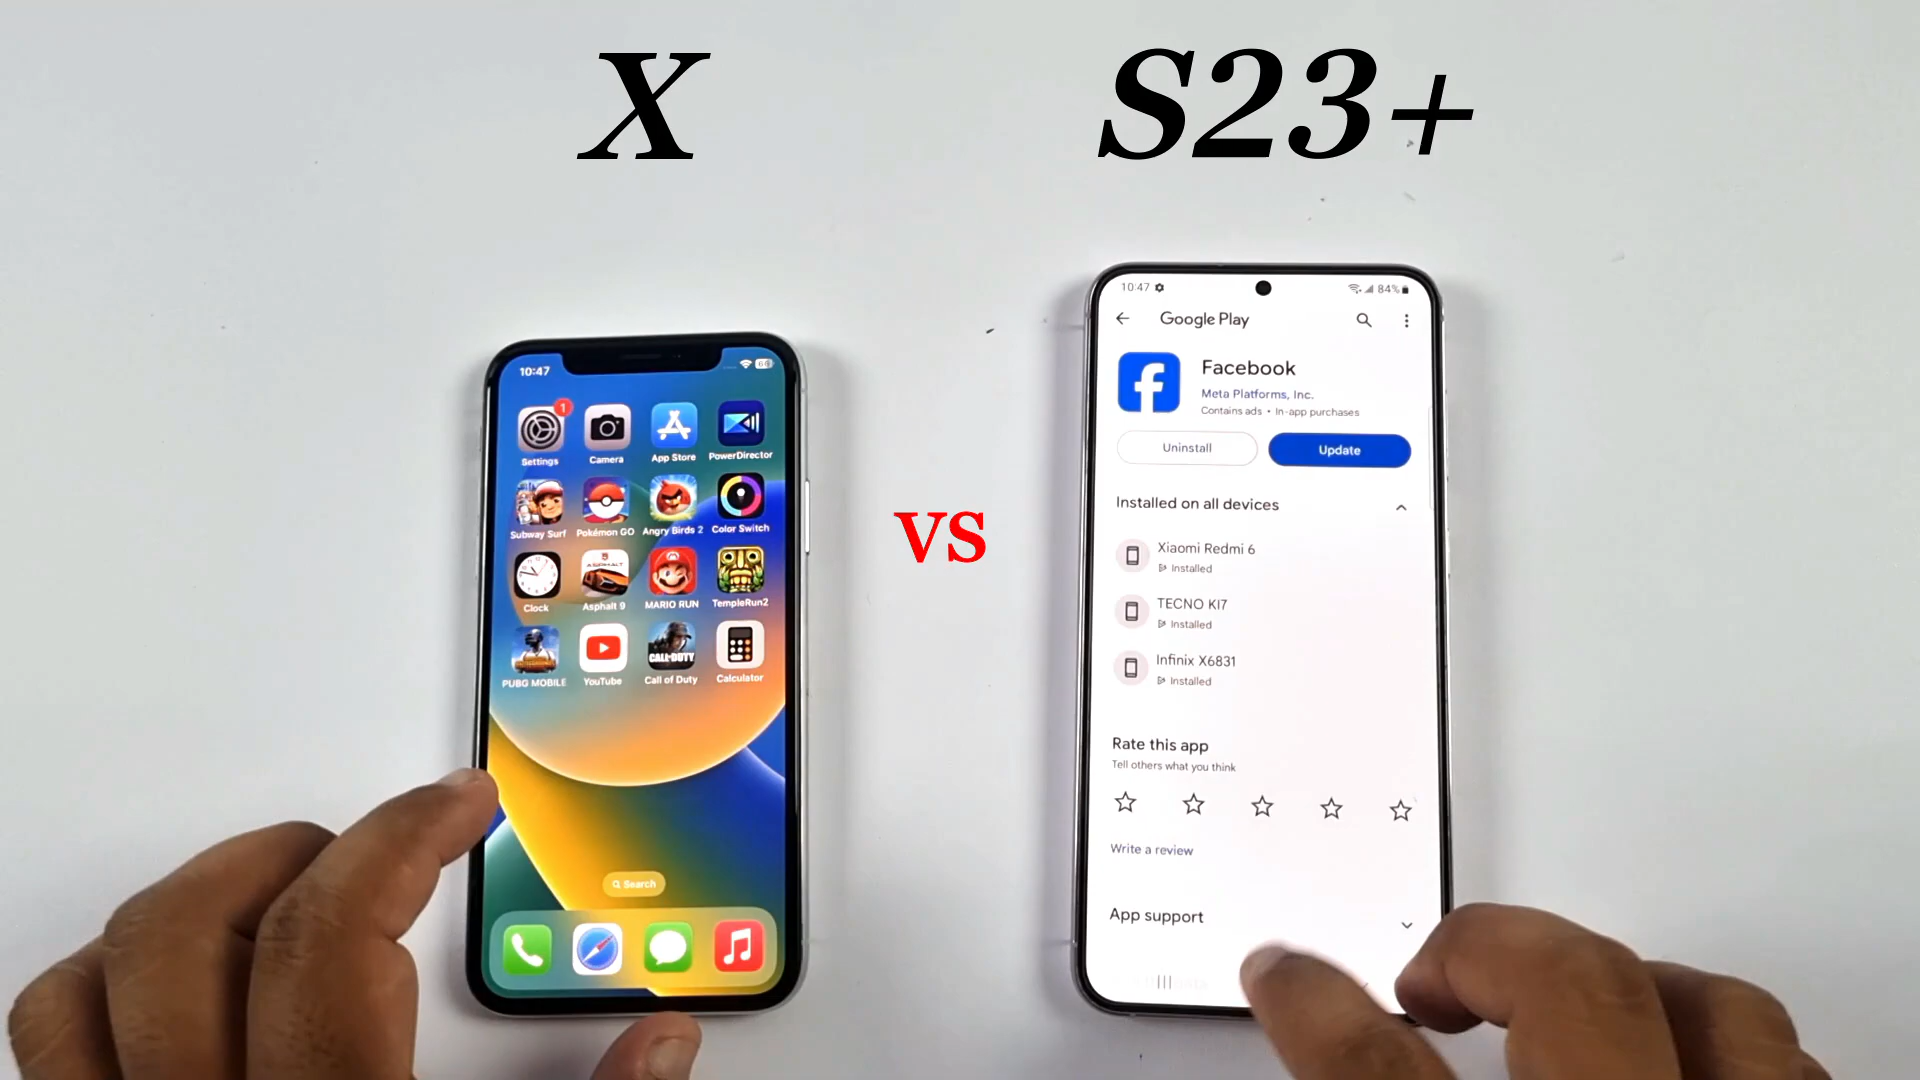 X
S23+
VS
10:47
1
Settings
Camera
App Store
PowerDirector
Subway Surf
Pokémon GO
Angry Birds 2
Color Switch
Clock
Asphalt 9
MARIO RUN
TempleRun2
PUBG MOBILE
YouTube
CALL·DUTY
Call of Duty
Calculator
Search
10:47
84%
Google Play
Facebook
Meta Platforms, Inc.
Contains ads • In-app purchases
Uninstall
Update
Installed on all devices
Xiaomi Redmi 6
Installed
TECNO KI7
Installed
Infinix X6831
Installed
Rate this app
Tell others what you think
Write a review
App support